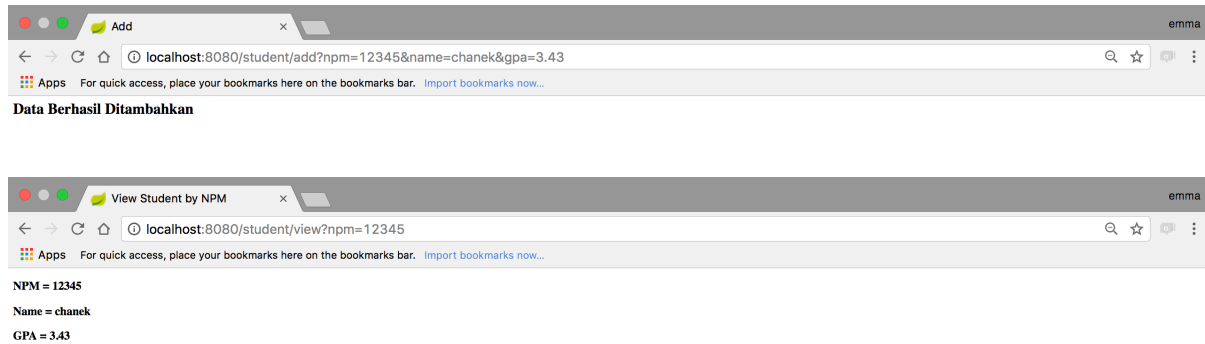 Add
emma
localhost:8080/student/add?npm=12345&name=chanek&gpa=3.43
Apps For quick access, place your bookmarks here on the bookmarks bar. Import bookmarks now...
Data Berhasil Ditambahkan
View Student by NPM
emma
localhost:8080/student/view?npm=12345
Apps For quick access, place your bookmarks here on the bookmarks bar. Import bookmarks now...
NPM = 12345
Name = chanek
GPA = 3.43